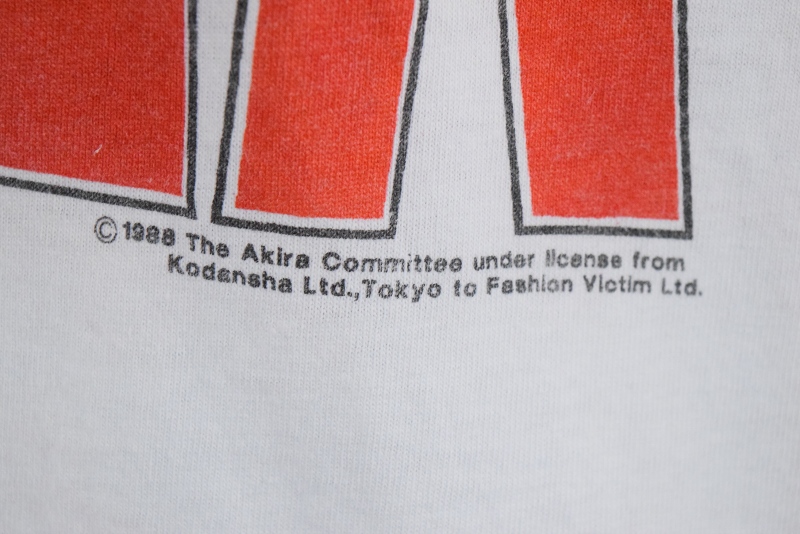 ©1988 The Akira Committee under license from
Kodansha Ltd.,Tokyo to Fashion Victim Ltd.